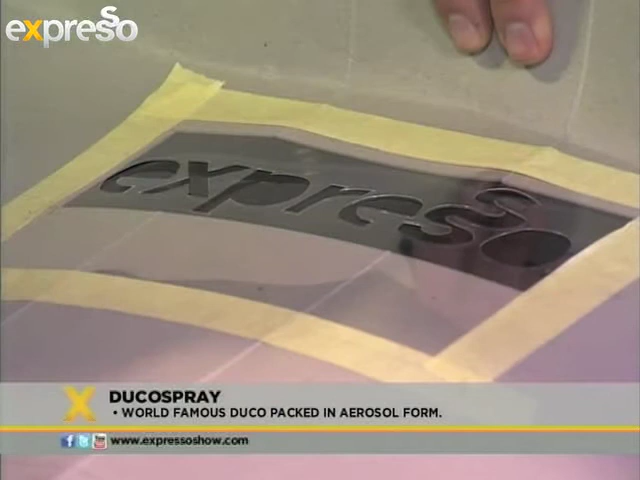 expresso
expresso
DUCOSPRAY
• WORLD FAMOUS DUCO PACKED IN AEROSOL FORM.
www.expressoshow.com